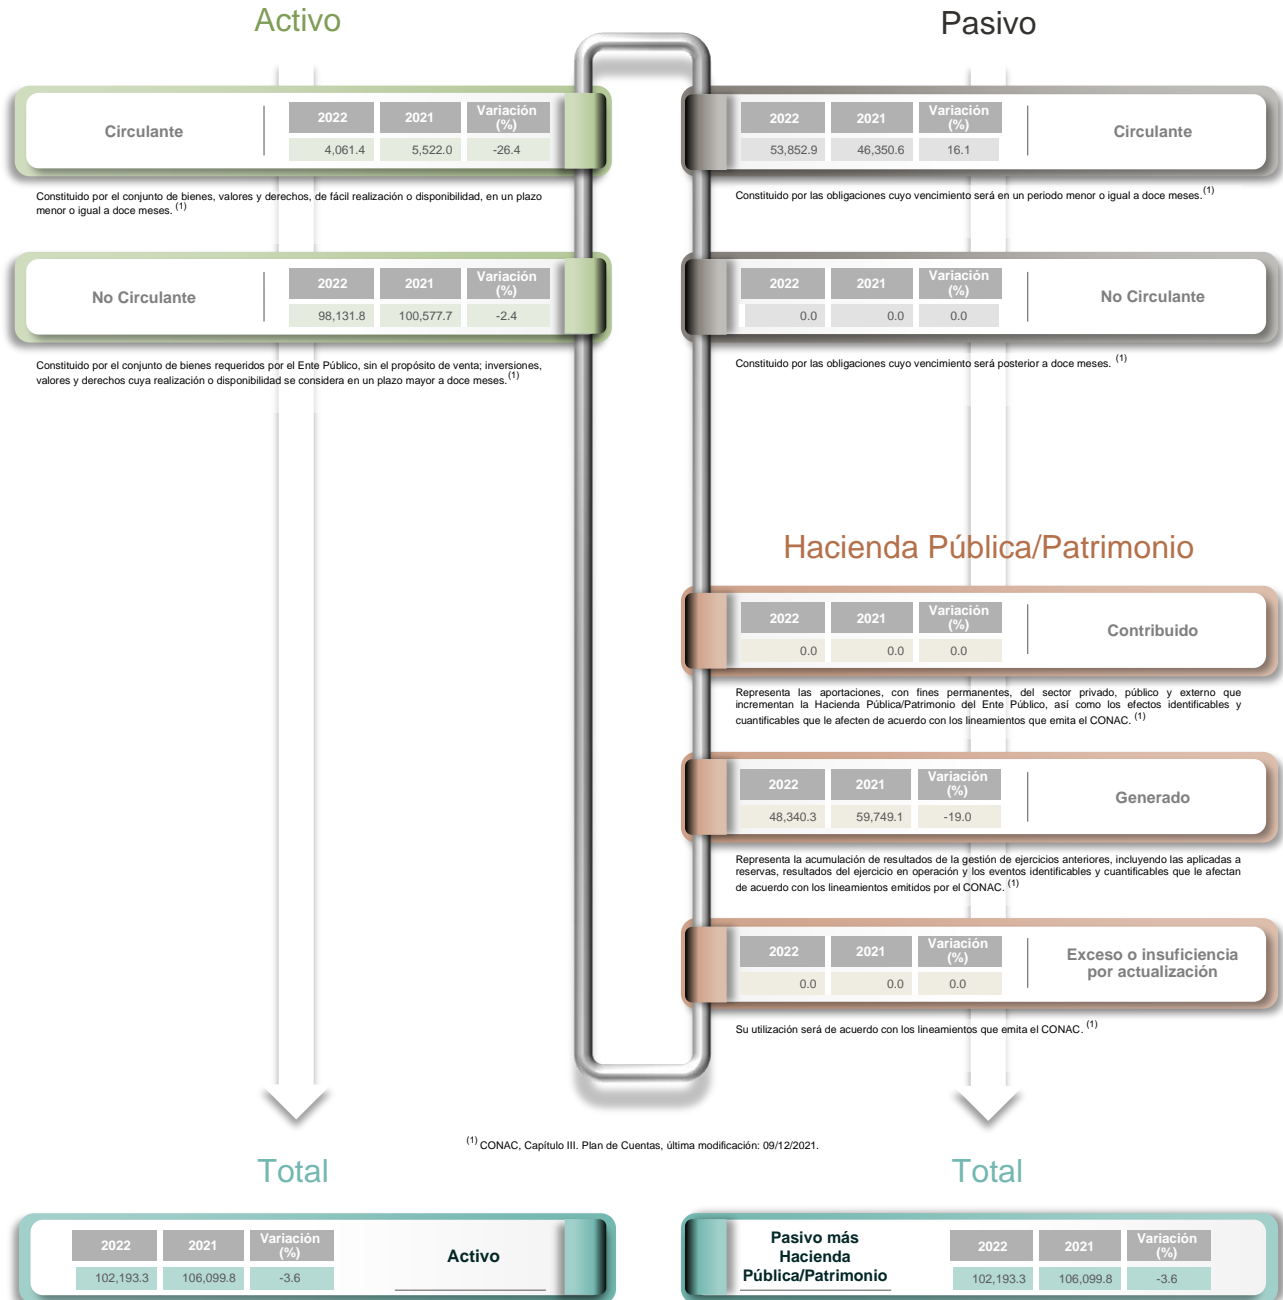 Activo
Circulante
2022 2021 Variación (%)
4,061.4 5,522.0 -26.4
Constituido por el conjunto de bienes, valores y derechos, de fácil realización o disponibilidad, en un plazo
menor o igual a doce meses. (1)
No Circulante
2022 2021 Variación (%)
98,131.8 100,577.7 -2.4
Constituido por el conjunto de bienes requeridos por el Ente Público, sin el propósito de venta; inversiones,
valores y derechos cuya realización o disponibilidad se considera en un plazo mayor a doce meses. (1)
Pasivo
2022 2021 Variación (%)
53,852.9 46,350.6 16.1
Circulante
Constituido por las obligaciones cuyo vencimiento será en un periodo menor o igual a doce meses. (1)
2022 2021 Variación (%)
0.0 0.0 0.0
No Circulante
Constituido por las obligaciones cuyo vencimiento será posterior a doce meses. (1)
Hacienda Pública/Patrimonio
2022 2021 Variación (%)
0.0 0.0 0.0
Contribuido
Representa las aportaciones, con fines permanentes, del sector privado, público y externo que
incrementan la Hacienda Pública/Patrimonio del Ente Público, así como los efectos identificables y
cuantificables que le afecten de acuerdo con los lineamientos que emita el CONAC. (1)
2022 2021 Variación (%)
48,340.3 59,749.1 -19.0
Generado
Representa la acumulación de resultados de la gestión de ejercicios anteriores, incluyendo las aplicadas a
reservas, resultados del ejercicio en operación y los eventos identificables y cuantificables que le afectan
de acuerdo con los lineamientos emitidos por el CONAC. (1)
2022 2021 Variación (%)
0.0 0.0 0.0
Exceso o insuficiencia
por actualización
Su utilización será de acuerdo con los lineamientos que emita el CONAC. (1)
(1) CONAC, Capítulo III. Plan de Cuentas, última modificación: 09/12/2021.
Total
2022 2021 Variación (%)
102,193.3 106,099.8 -3.6
Activo
Total
Pasivo más
Hacienda
Pública/Patrimonio
2022 2021 Variación (%)
102,193.3 106,099.8 -3.6